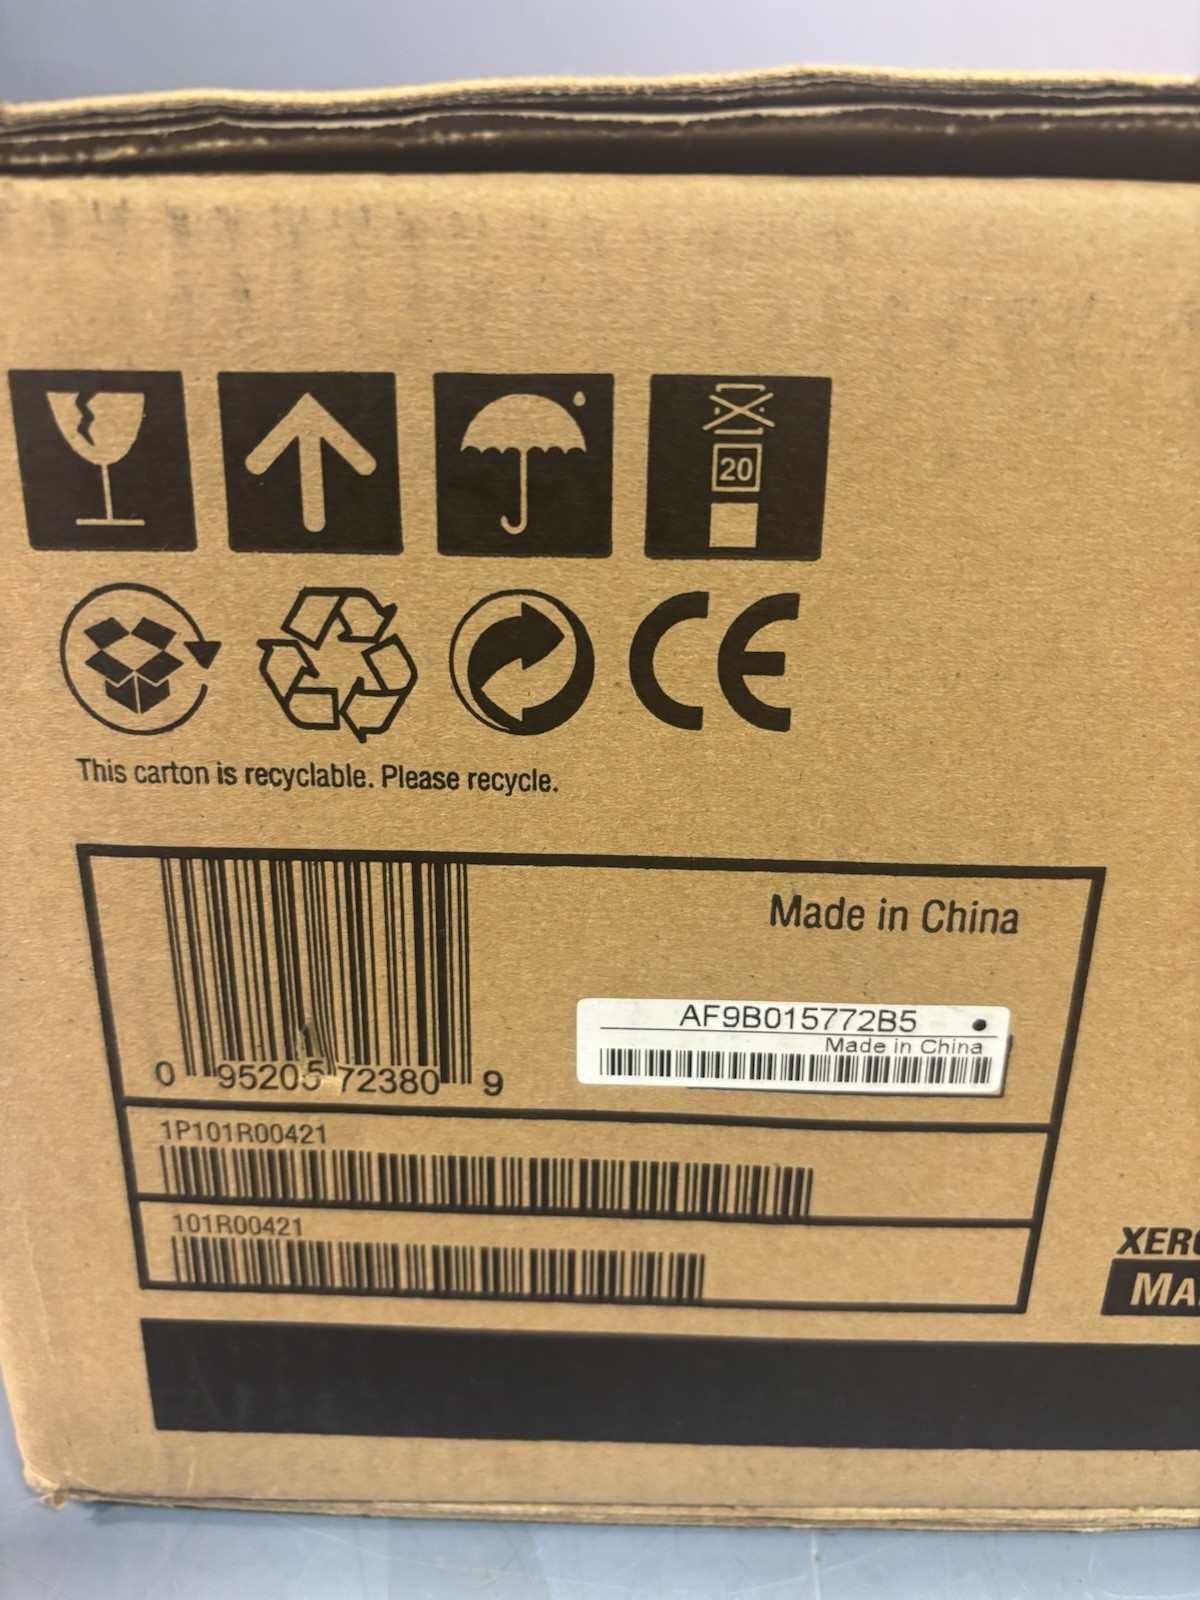 20
CE
This carton is recyclable. Please recycle.
Made in China
AF9B015772B5
Made in China
0 95205 72380 9
1P101R00421
101R00421